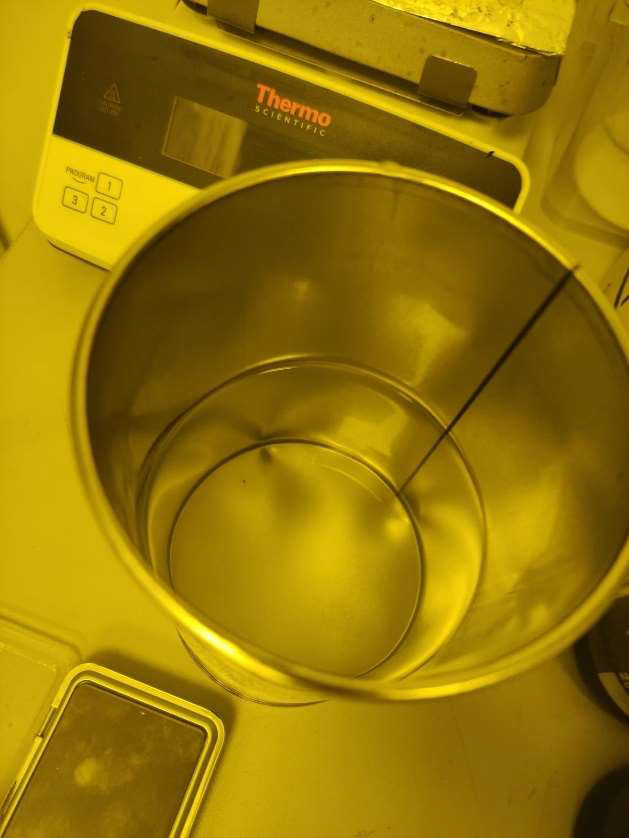 Thermo
SCIENTIFIC
PROGRAM
1
3
2